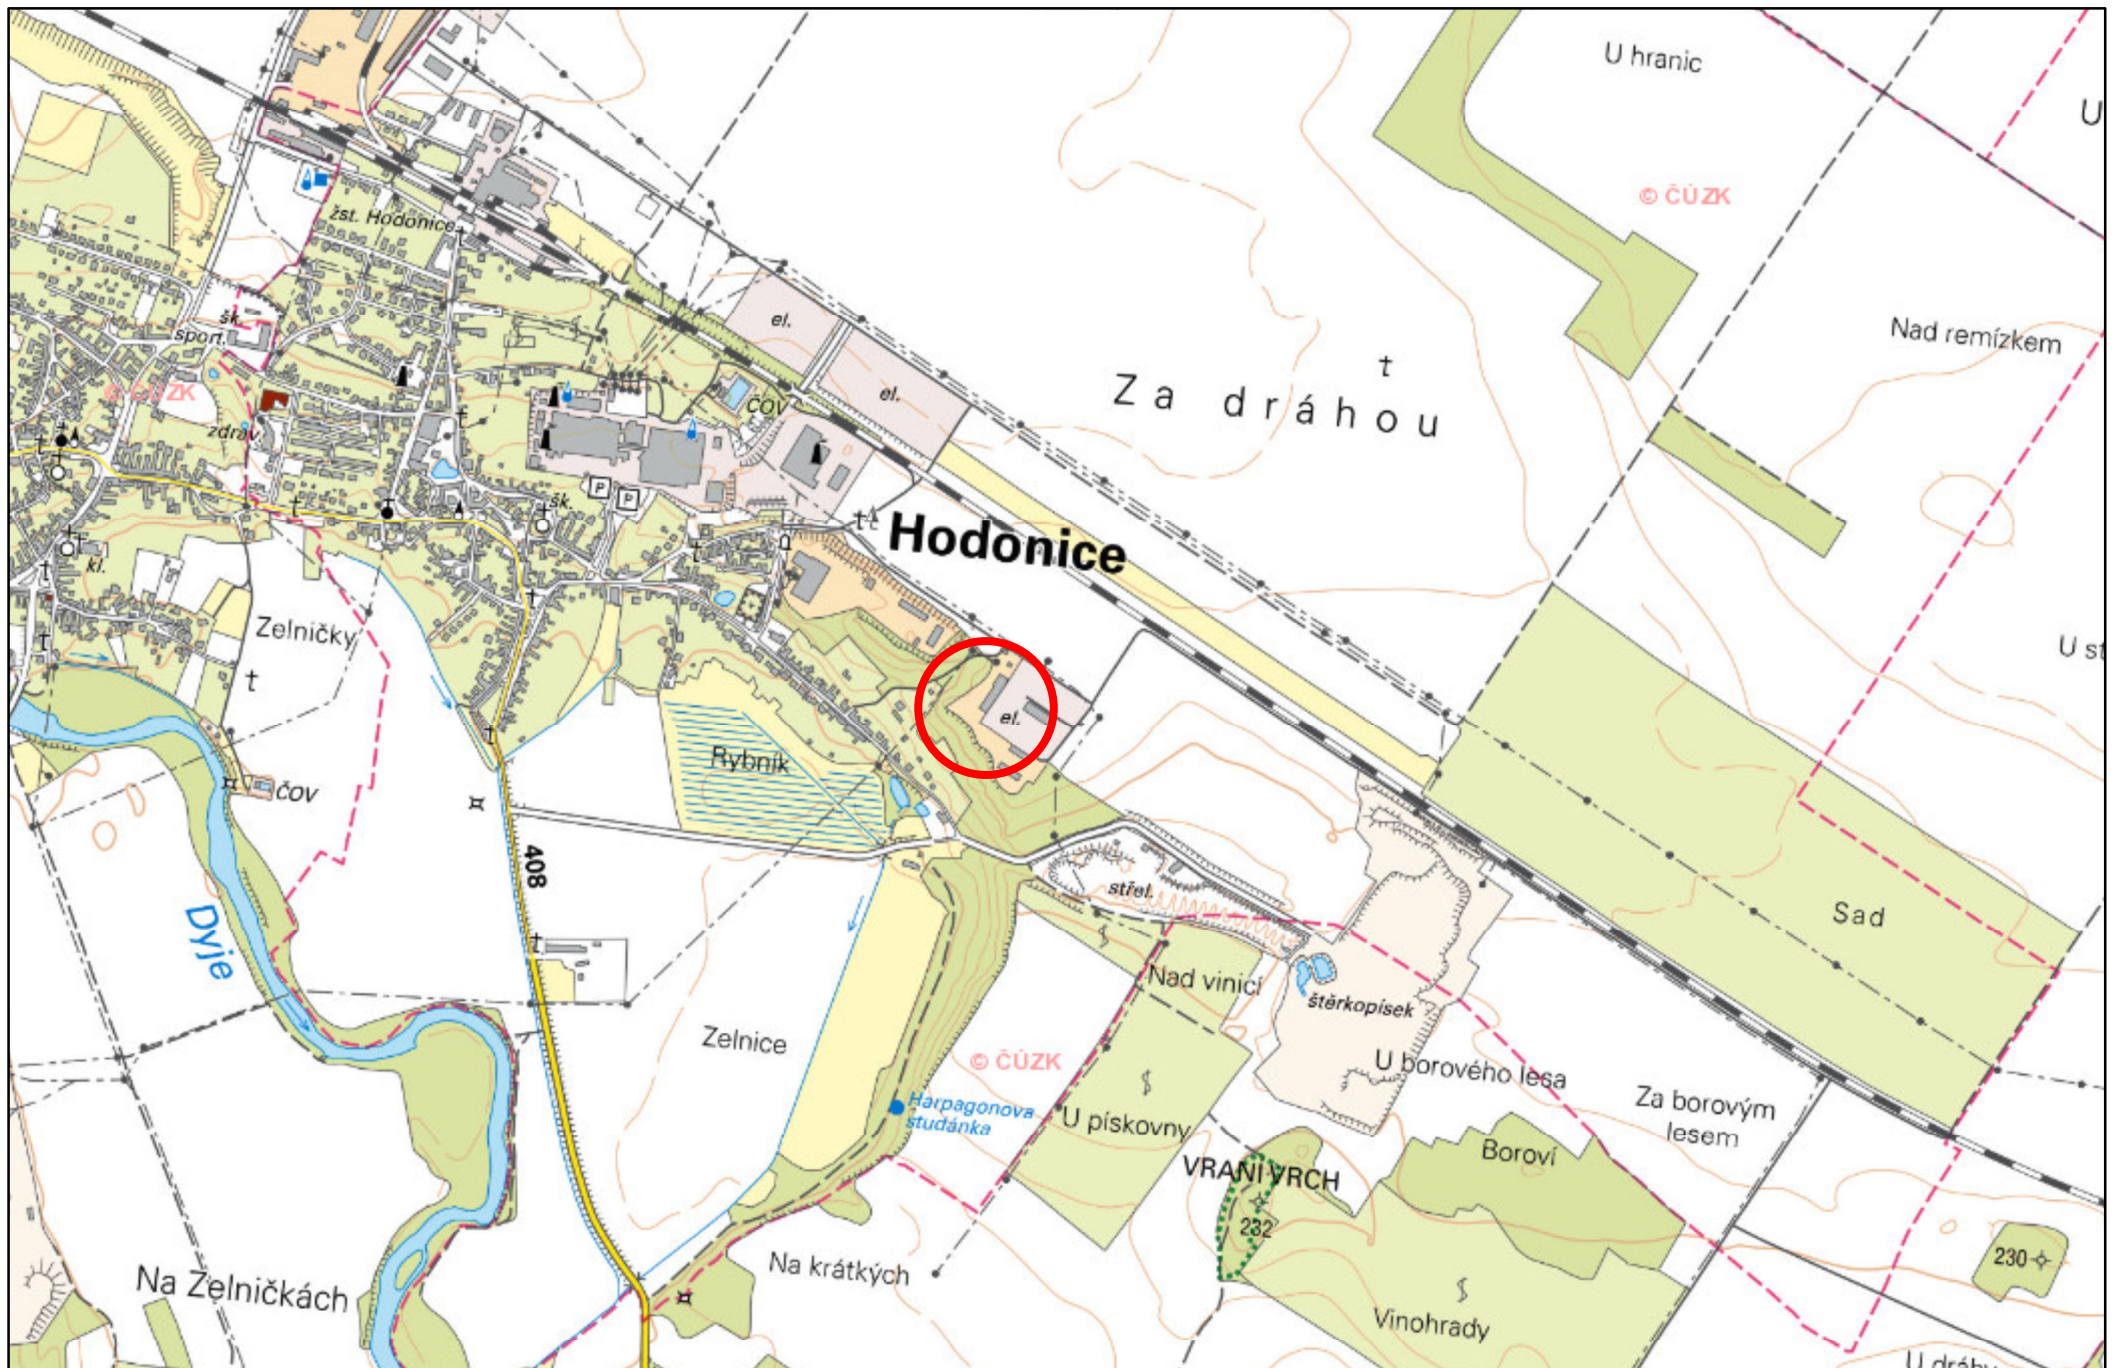 U hranic
© ČÚZK
žst. Hodonice
šk.
sport.
el.
Nad remízkem
Za dráhou
el.
© ČÚZK
ČOV
zdrav.
P
P
šk.
Hodonice
kl.
Zelničky
U st
el.
Rybník
ČOV
408
střel.
Sad
Dyje
Nad vinicí
štěrkopísek
Zelnice
© ČÚZK
U borového lesa
Harpagonova
studánka
U pískovny
Za borovým
lesem
Boroví
VRANÍ VRCH
232
230
Na krátkých
Na Zelničkách
Vinohrady